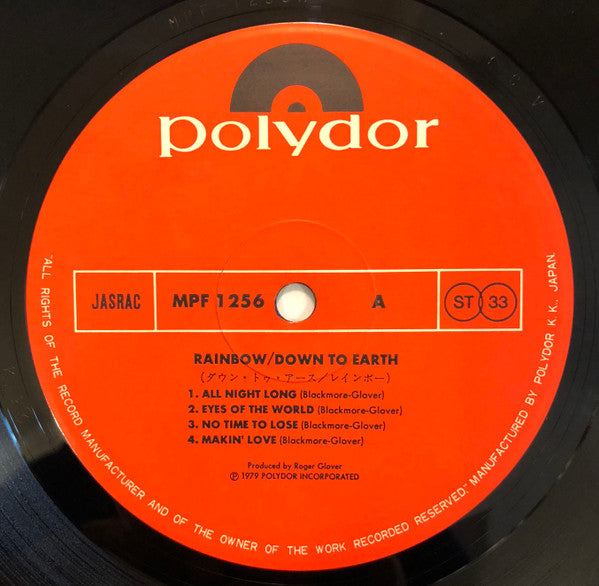 polydor
JASRAC
MPF 1256
A
ST 33
RAINBOW/DOWN TO EARTH
(ダウン・トゥ・アース/レインボー)
1. ALL NIGHT LONG (Blackmore-Glover)
2. EYES OF THE WORLD (Blackmore-Glover)
3. NO TIME TO LOSE (Blackmore-Glover)
4. MAKIN' LOVE (Blackmore-Glover)
Produced by Roger Glover
Ⓟ 1979 POLYDOR INCORPORATED
"ALL RIGHTS OF THE RECORD MANUFACTURER AND OF THE OWNER OF THE WORK RECORDED RESERVED." MANUFACTURED BY POLYDOR K.K., JAPAN.